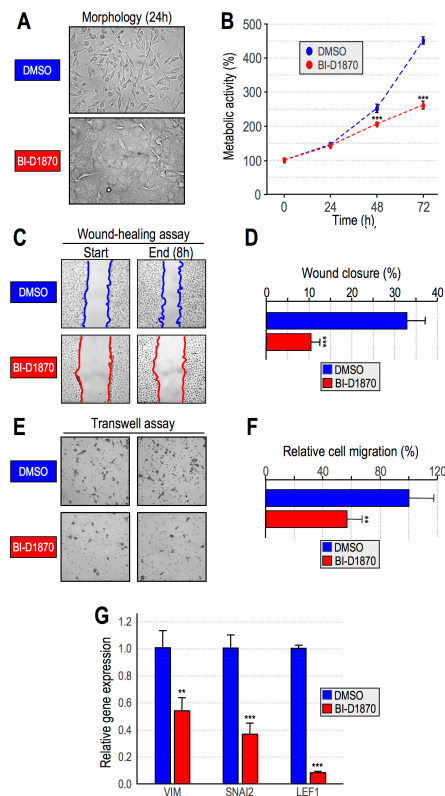 A
Morphology (24h)
DMSO
BI-D1870
B
Metabolic activity (%)
500
400
300
200
100
0
DMSO
BI-D1870
***
***
0 24 48 72
Time (h)
C
Wound-healing assay
Start End (8h)
DMSO
BI-D1870
D
Wound closure (%)
0 10 20 30 40
***
DMSO
BI-D1870
E
Transwell assay
DMSO
BI-D1870
F
Relative cell migration (%)
0 40 80 120
**
DMSO
BI-D1870
G
Relative gene expression
1.2
1.0
0.8
0.6
0.4
0.2
0.0
** *** ***
DMSO
BI-D1870
VIM SNAI2 LEF1